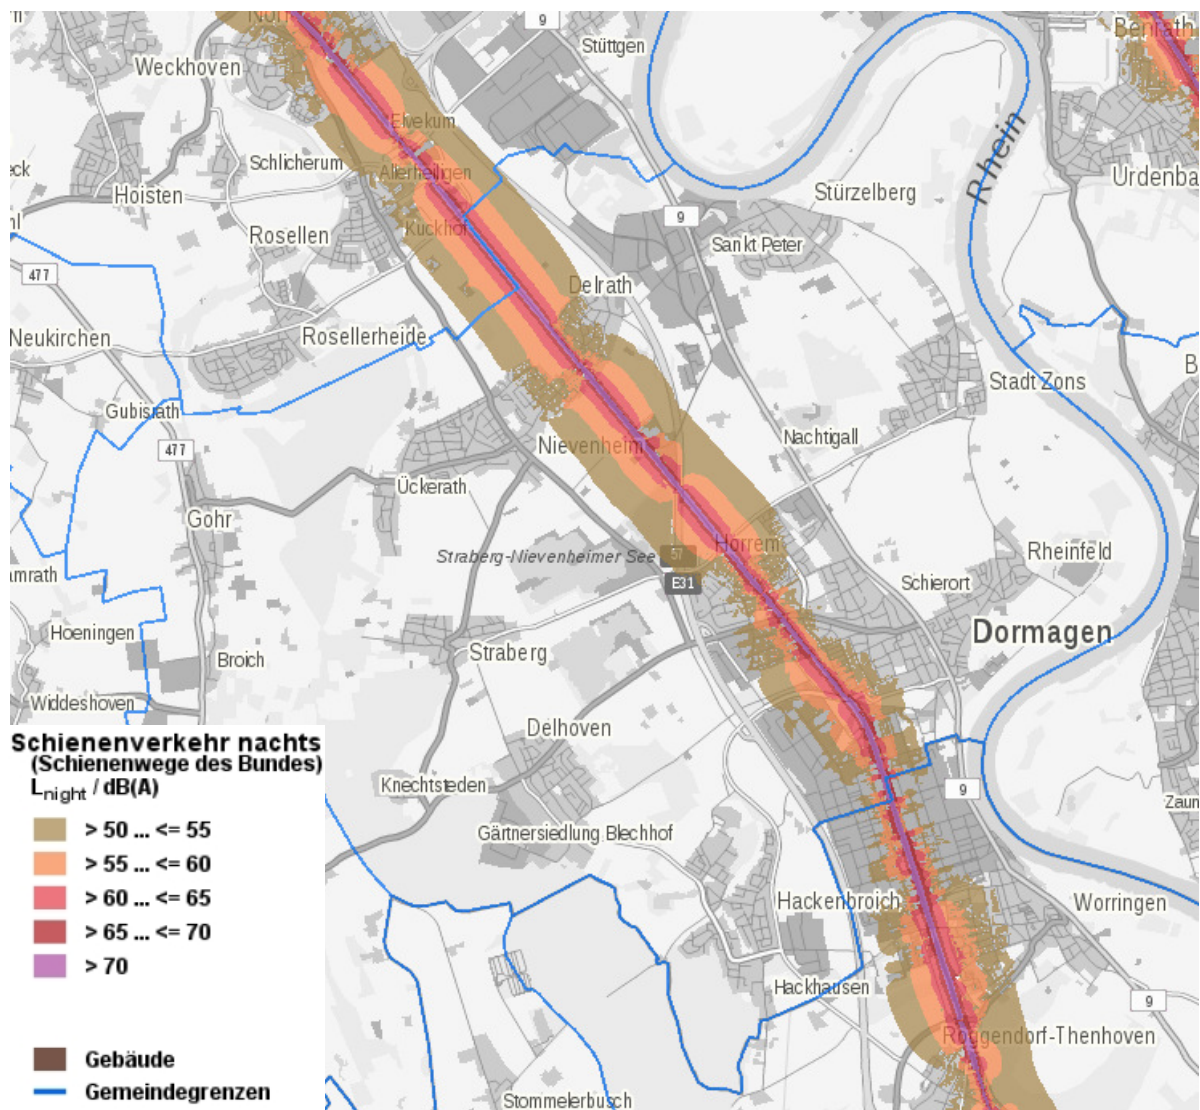 9
Benrath
Stüttgen
Weckhoven
Rhein
Elvekum
Schlicherum
Allerheiligen
Hoisten
Stürzelberg
Urdenba
9
Kuckhof
Rosellen
Sankt Peter
477
Delrath
Neukirchen
Rosellerheide
Stadt Zons
B
Gubisrath
Nachtigall
Nievenheim
477
Ückerath
Gohr
Horrem
Straberg-Nievenheimer See
57
Rheinfeld
E31
Schierort
amrath
Hoeningen
Dormagen
Broich
Straberg
Widdeshoven
Delhoven
Schienenverkehr nachts
(Schienenwege des Bundes)
Lnight / dB(A)
Knechtsteden
9
Zaun
> 50 ... <= 55
Gärtnersiedlung Blechhof
> 55 ... <= 60
> 60 ... <= 65
Hackenbroich
Worringen
> 65 ... <= 70
> 70
Hackhausen
9
Roggendorf-Thenhoven
Gebäude
Gemeindegrenzen
Stommelerbusch